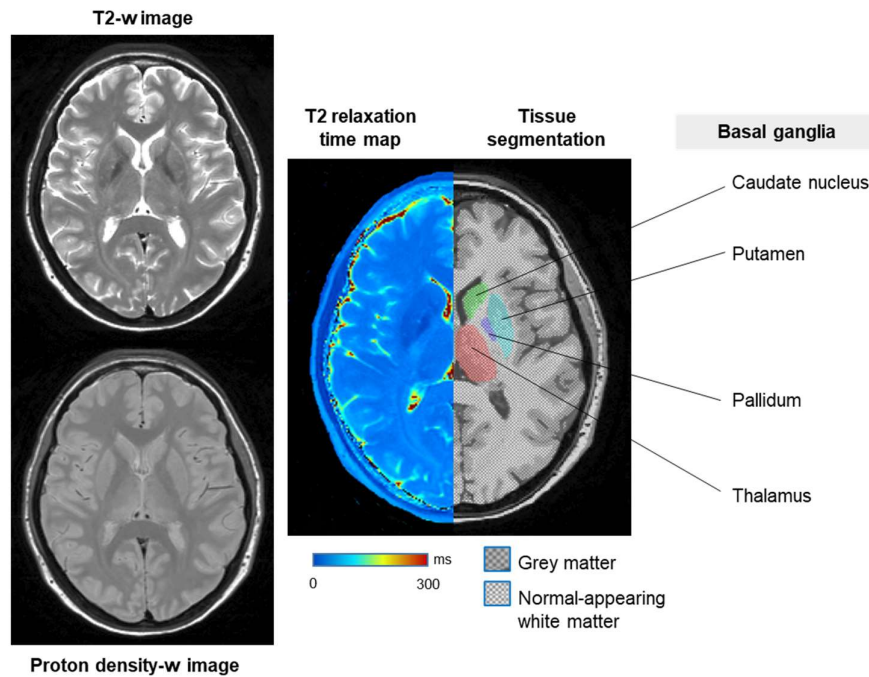 T2-w image
T2 relaxation
time map
Tissue
segmentation
Basal ganglia
Caudate nucleus
Putamen
Pallidum
Thalamus
ms
0
300
Grey matter
Normal-appearing
white matter
Proton density-w image